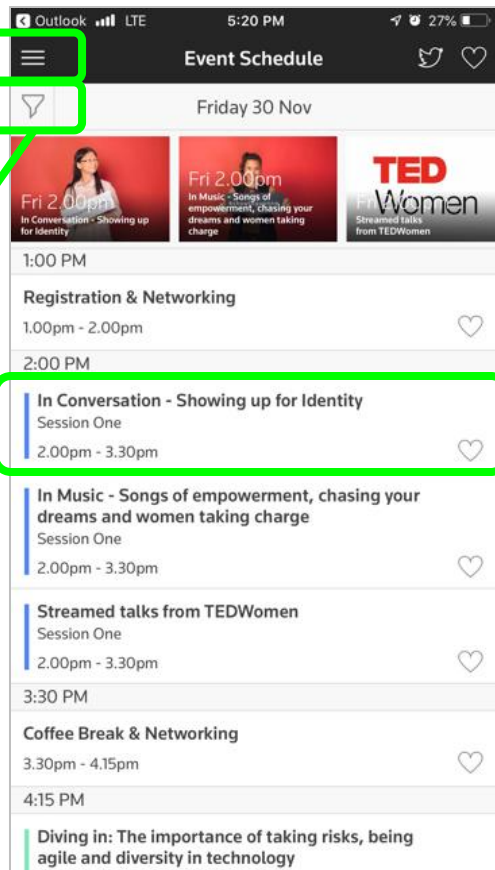 Outlook LTE 5:20 PM 27%
Event Schedule
Friday 30 Nov
Fri 2.00pm
In Conversation - Showing up
for Identity
Fri 2.00pm
In Music - Songs of
empowerment, chasing your
dreams and women taking
charge
TED
Women
Fri 2.00pm
Streamed talks
from TEDWomen
1:00 PM
Registration & Networking
1.00pm - 2.00pm
2:00 PM
In Conversation - Showing up for Identity
Session One
2.00pm - 3.30pm
In Music - Songs of empowerment, chasing your
dreams and women taking charge
Session One
2.00pm - 3.30pm
Streamed talks from TEDWomen
Session One
2.00pm - 3.30pm
3:30 PM
Coffee Break & Networking
3.30pm - 4.15pm
4:15 PM
Diving in: The importance of taking risks, being
agile and diversity in technology